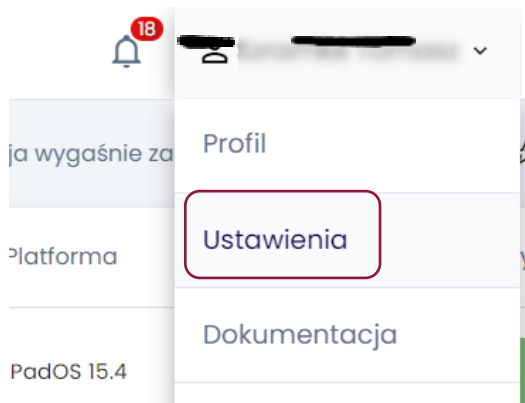 18
Profil
ja wygaśnie za
Ustawienia
Platforma
Dokumentacja
PadOS 15.4